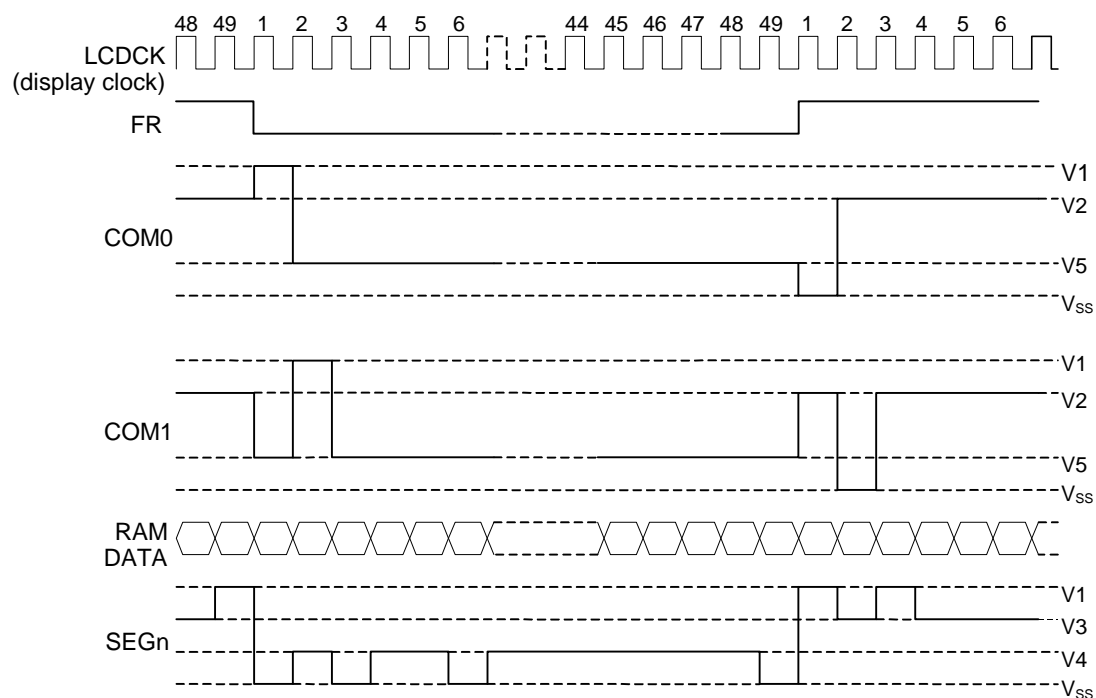 48 49 1 2 3 4 5 6 44 45 46 47 48 49 1 2 3 4 5 6
LCDCK
(display clock)
FR
V1
V2
COM0
V5
VSS
V1
V2
COM1
V5
VSS
RAM
DATA
V1
V3
SEGn
V4
VSS